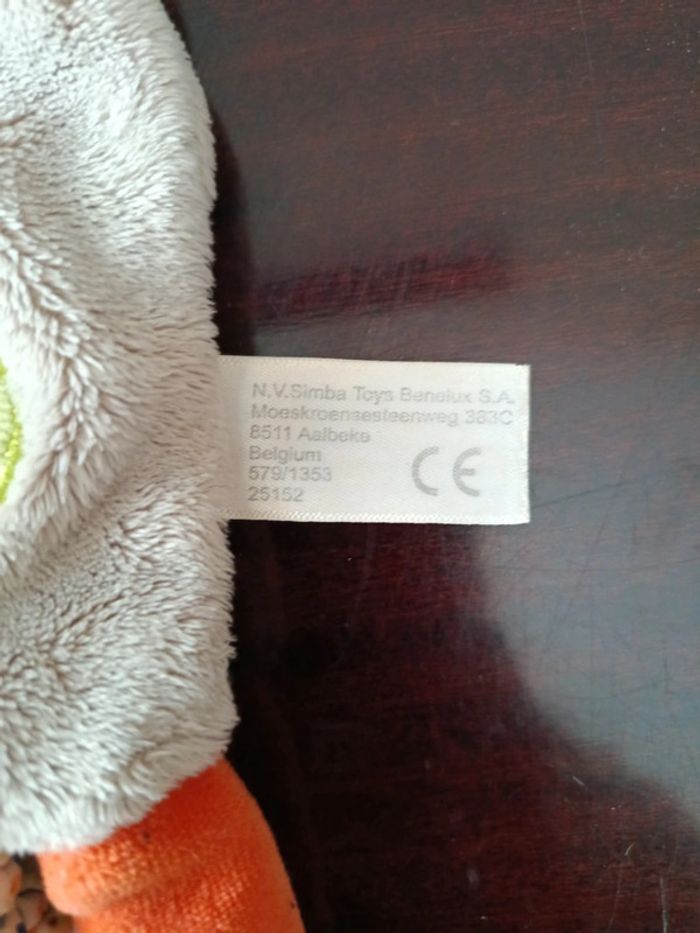 N.V.Simba Toys Benelux S.A.
Moeskroensesteenweg 383C
8511 Aalbeke
Belgium
579/1353
25152
CE